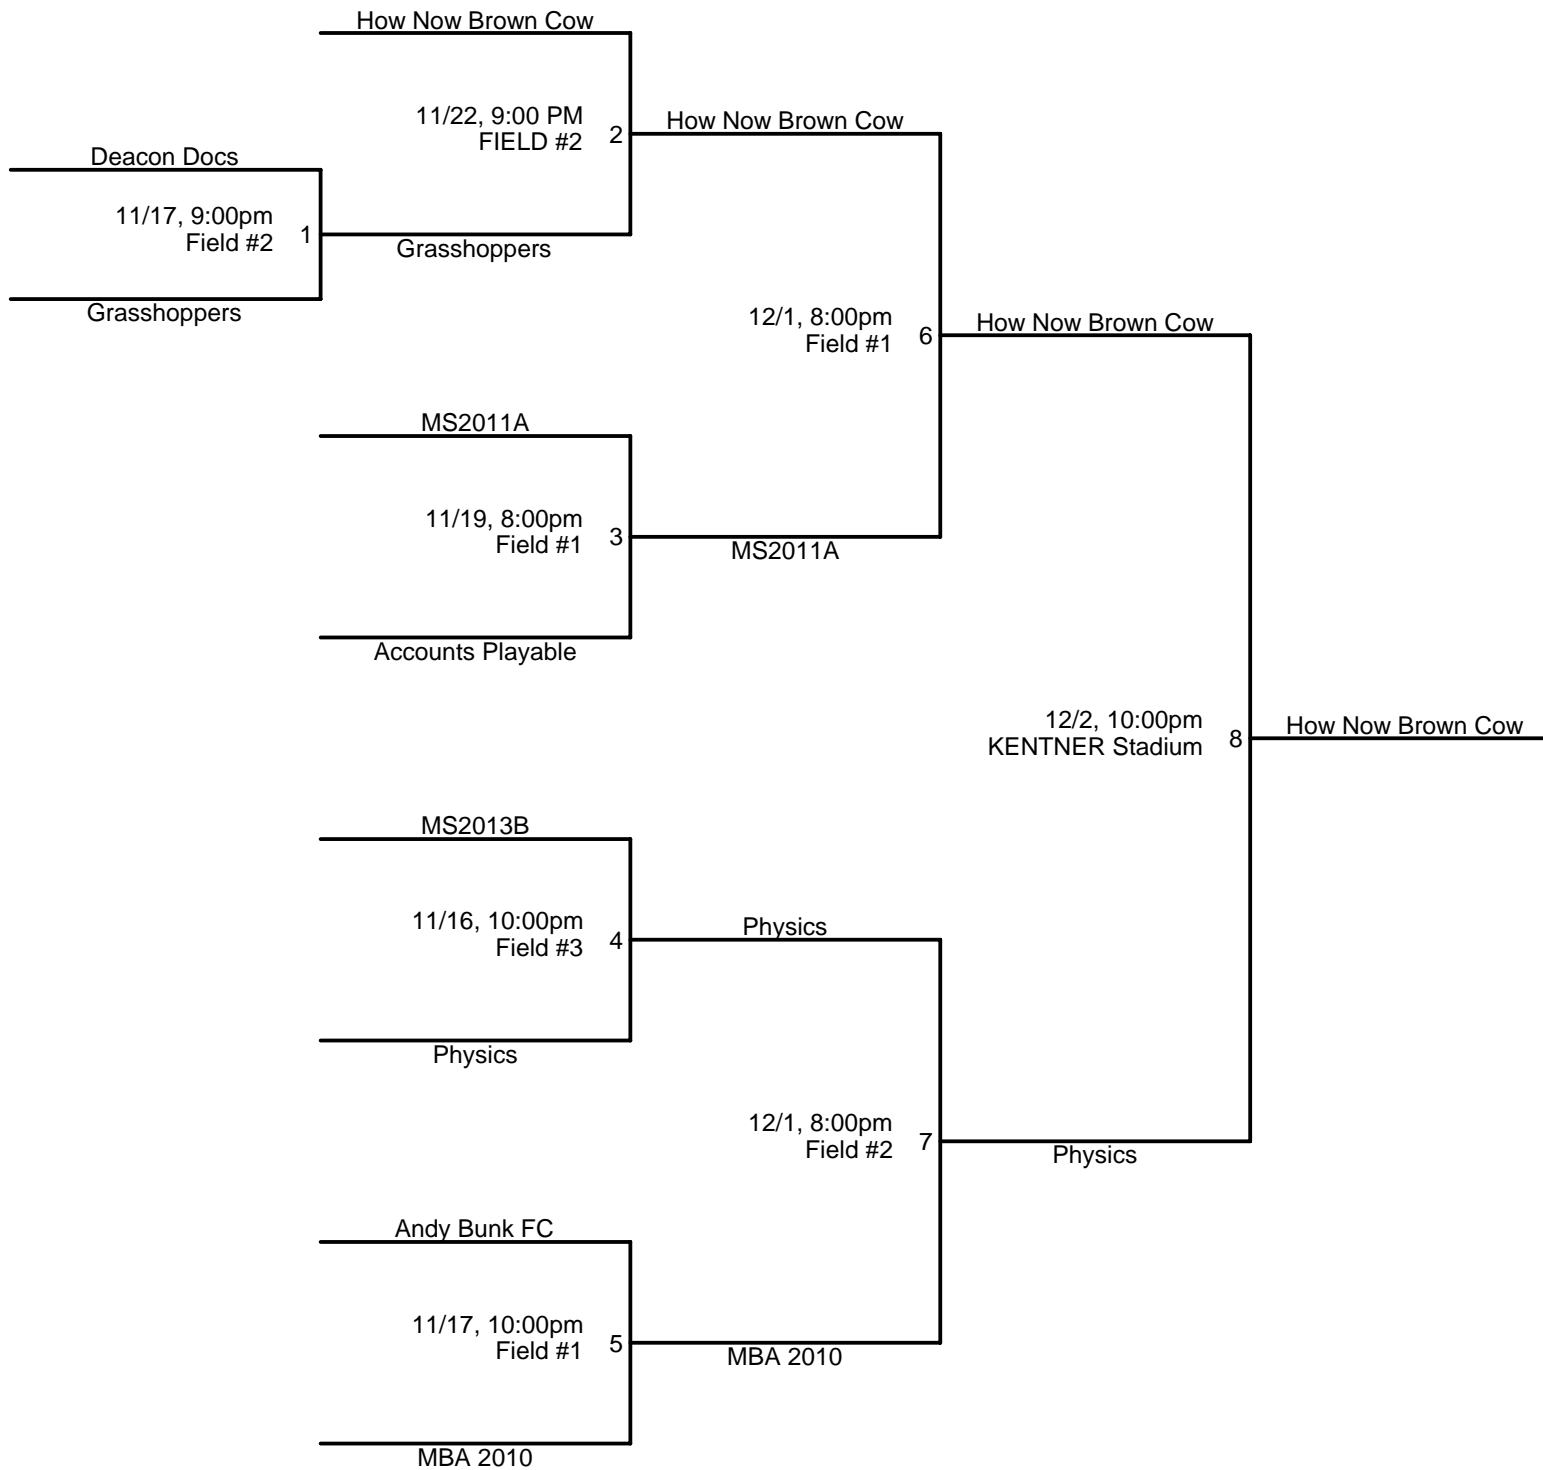 How Now Brown Cow
11/22, 9:00 PM
FIELD #2
2
How Now Brown Cow
Deacon Docs
11/17, 9:00pm
Field #2
1
Grasshoppers
Grasshoppers
12/1, 8:00pm
Field #1
6
How Now Brown Cow
MS2011A
11/19, 8:00pm
Field #1
3
MS2011A
Accounts Playable
12/2, 10:00pm
KENTNER Stadium
8
How Now Brown Cow
MS2013B
11/16, 10:00pm
Field #3
4
Physics
Physics
12/1, 8:00pm
Field #2
7
Physics
Andy Bunk FC
11/17, 10:00pm
Field #1
5
MBA 2010
MBA 2010